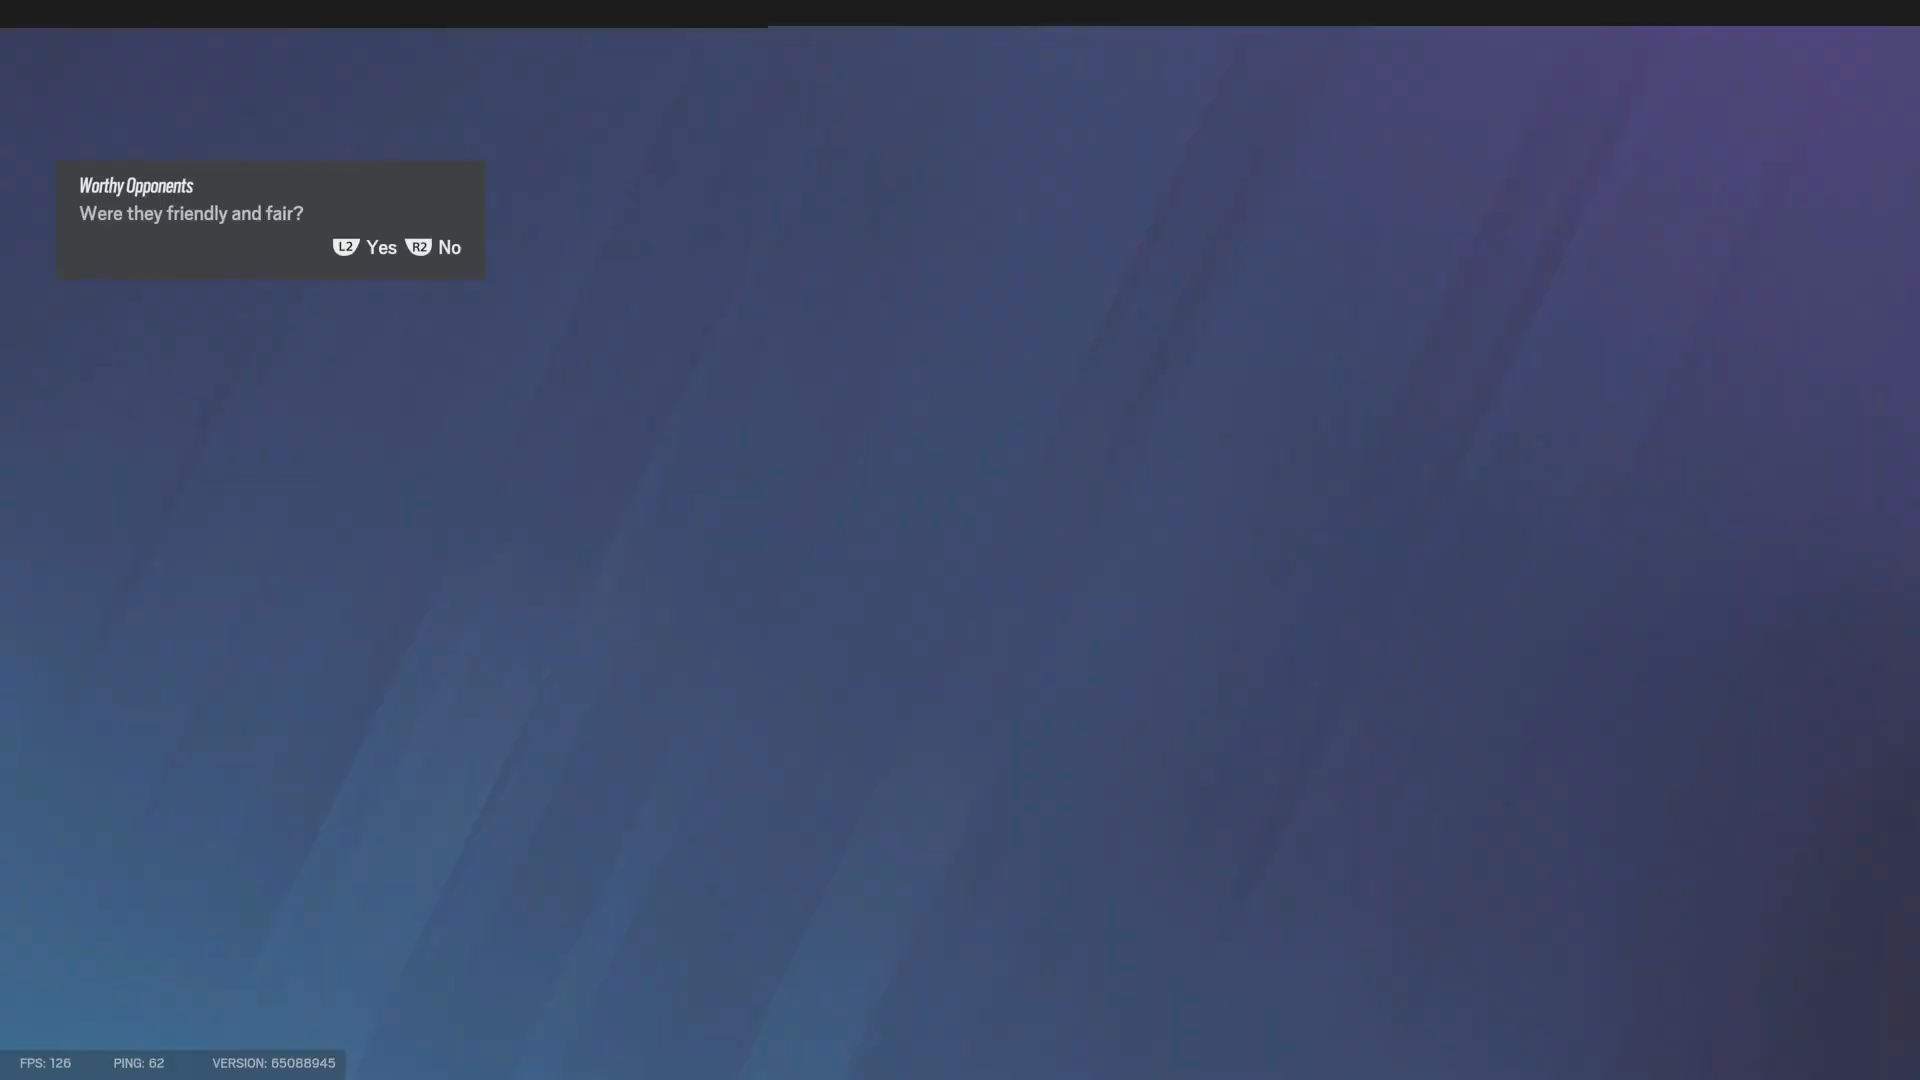 Worthy Opponents
Were they friendly and fair?
L2 Yes R2 No
FPS: 126 PING: 62 VERSION: 65088945